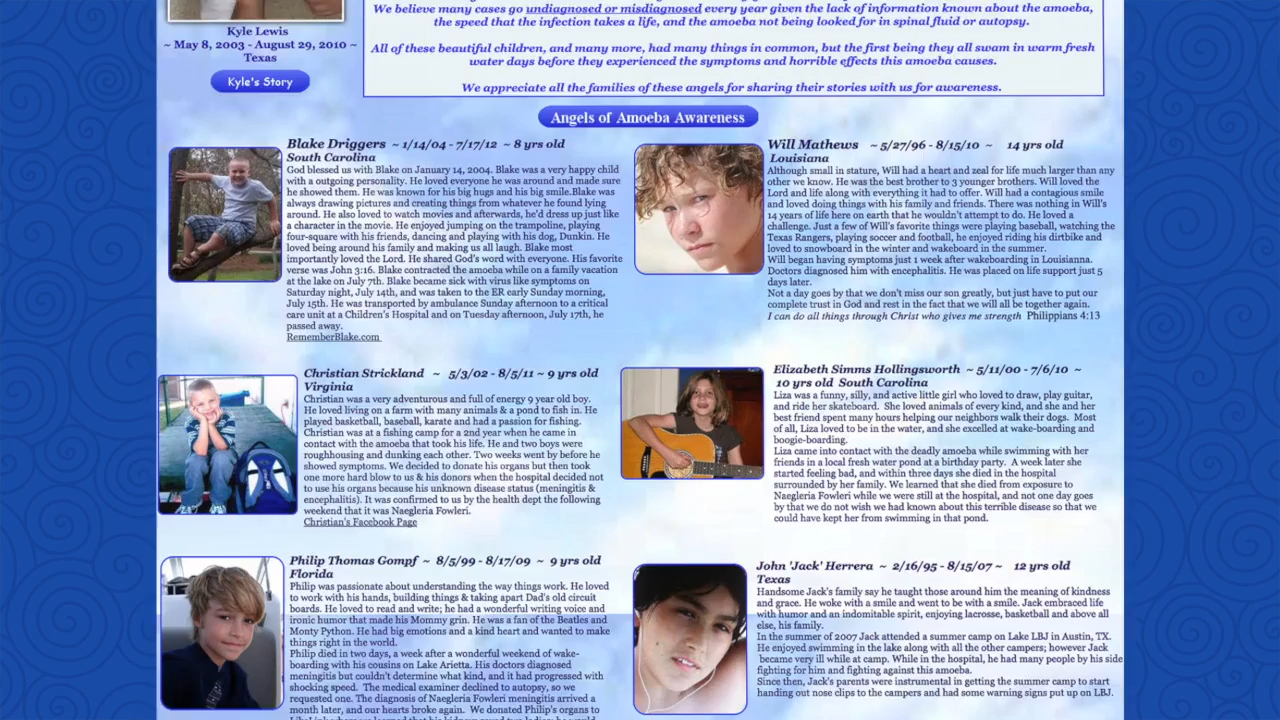 We believe many cases go undiagnosed or misdiagnosed every year given the lack of information known about the amoeba,
the speed that the infection takes a life, and the amoeba not being looked for in spinal fluid or autopsy.
All of these beautiful children, and many more, had many things in common, but the first being they all swam in warm fresh
water days before they experienced the symptoms and horrible effects this amoeba causes.
We appreciate all the families of these angels for sharing their stories with us for awareness.
Kyle Lewis
~ May 8, 2003 - August 29, 2010 ~
Texas
Kyle's Story
Angels of Amoeba Awareness
Blake Driggers ~ 1/14/04 - 7/17/12 ~ 8 yrs old
South Carolina
God blessed us with Blake on January 14, 2004. Blake was a very happy child
with a outgoing personality. He loved everyone he was around and made sure
he showed them. He was known for his big hugs and his big smile.Blake was
always drawing pictures and creating things from whatever he found lying
around. He also loved to watch movies and afterwards, he'd dress up just like
a character in the movie. He enjoyed jumping on the trampoline, playing
four-square with his friends, dancing and playing with his dog, Dunkin. He
loved being around his family and making us all laugh. Blake most
importantly loved the Lord. He shared God's word with everyone. His favorite
verse was John 3:16. Blake contracted the amoeba while on a family vacation
at the lake on July 7th. Blake became sick with virus like symptoms on
Saturday night, July 14th, and was taken to the ER early Sunday morning,
July 15th. He was transported by ambulance Sunday afternoon to a critical
care unit at a Children's Hospital and on Tuesday afternoon, July 17th, he
passed away.
RememberBlake.com
Will Mathews ~ 5/27/96 - 8/15/10 ~ 14 yrs old
Louisiana
Although small in stature, Will had a heart and zeal for life much larger than any
other we know. He was the best brother to 3 younger brothers. Will loved the
Lord and life along with everything it had to offer. Will had a contagious smile
and loved doing things with his family and friends. There was nothing in Will's
14 years of life here on earth that he wouldn't attempt to do. He loved a
challenge. Just a few of Will's favorite things were playing baseball, watching the
Texas Rangers, playing soccer and football, he enjoyed riding his dirtbike and
loved to snowboard in the winter and wakeboard in the summer.
Will began having symptoms just 1 week after wakeboarding in Louisianna.
Doctors diagnosed him with encephalitis. He was placed on life support just 5
days later.
Not a day goes by that we don't miss our son greatly, but just have to put our
complete trust in God and rest in the fact that we will all be together again.
I can do all things through Christ who gives me strength Philippians 4:13
Christian Strickland ~ 5/3/02 - 8/5/11 ~ 9 yrs old
Virginia
Christian was a very adventurous and full of energy 9 year old boy.
He loved living on a farm with many animals & a pond to fish in. He
played basketball, baseball, karate and had a passion for fishing.
Christian was at a fishing camp for a 2nd year when he came in
contact with the amoeba that took his life. He and two boys were
roughhousing and dunking each other. Two weeks went by before he
showed symptoms. We decided to donate his organs but then took
one more hard blow to us & his donors when the hospital decided not
to use his organs because his unknown disease status (meningitis &
encephalitis). It was confirmed to us by the health dept the following
weekend that it was Naegleria Fowleri.
Christian's Facebook Page
Elizabeth Simms Hollingsworth ~ 5/11/00 - 7/6/10 ~
10 yrs old South Carolina
Liza was a funny, silly, and active little girl who loved to draw, play guitar,
and ride her skateboard. She loved animals of every kind, and she and her
best friend spent many hours helping our neighbors walk their dogs. Most
of all, Liza loved to be in the water, and she excelled at wake-boarding and
boogie-boarding.
Liza came into contact with the deadly amoeba while swimming with her
friends in a local fresh water pond at a birthday party. A week later she
started feeling bad, and within three days she died in the hospital
surrounded by her family. We learned that she died from exposure to
Naegleria Fowleri while we were still at the hospital, and not one day goes
by that we do not wish we had known about this terrible disease so that we
could have kept her from swimming in that pond.
Philip Thomas Gompf ~ 8/5/99 - 8/17/09 ~ 9 yrs old
Florida
Philip was passionate about understanding the way things work. He loved
to work with his hands, building things & taking apart Dad's old circuit
boards. He loved to read and write; he had a wonderful writing voice and
ironic humor that made his Mommy grin. He was a fan of the Beatles and
Monty Python. He had big emotions and a kind heart and wanted to make
things right in the world.
Philip died in two days, a week after a wonderful weekend of wake-
boarding with his cousins on Lake Arietta. His doctors diagnosed
meningitis but couldn't determine what kind, and it had progressed with
shocking speed. The medical examiner declined to autopsy, so we
requested one. The diagnosis of Naegleria Fowleri meningitis arrived a
month later, and our hearts broke again. We donated Philip's organs to
John 'Jack' Herrera ~ 2/16/95 - 8/15/07 ~ 12 yrs old
Texas
Handsome Jack's family say he taught those around him the meaning of kindness
and grace. He woke with a smile and went to be with a smile. Jack embraced life
with humor and an indomitable spirit, enjoying lacrosse, basketball and above all
else, his family.
In the summer of 2007 Jack attended a summer camp on Lake LBJ in Austin, TX.
He enjoyed swimming in the lake along with all the other campers; however Jack
became very ill while at camp. While in the hospital, he had many people by his side
fighting for him and fighting against this amoeba.
Since then, Jack's parents were instrumental in getting the summer camp to start
handing out nose clips to the campers and had some warning signs put up on LBJ.